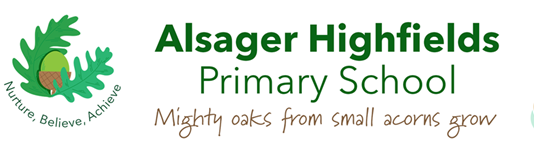 Alsager Highfields
Primary School
Mighty oaks from small acorns grow
Nurture, Believe, Achieve